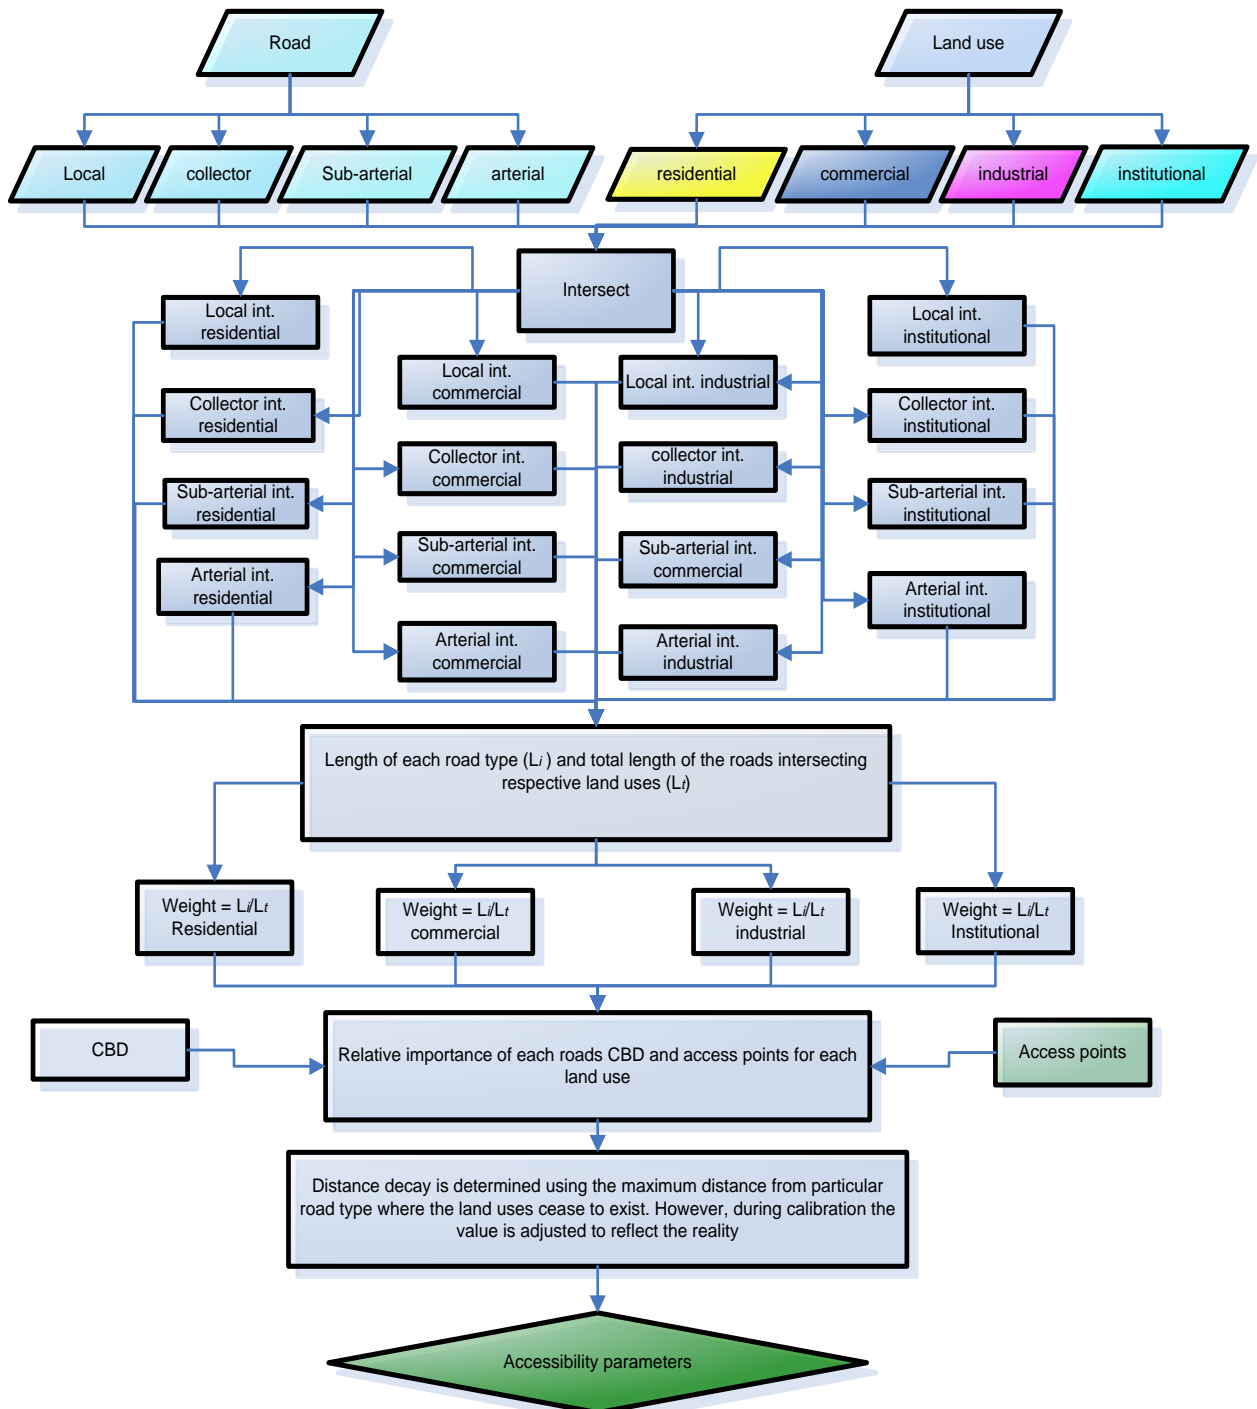 Road
Land use
Local
collector
Sub-arterial
arterial
residential
commercial
industrial
institutional
Intersect
Local int.
residential
Local int.
institutional
Local int.
commercial
Local int. industrial
Collector int.
residential
Collector int.
institutional
Collector int.
commercial
collector int.
industrial
Sub-arterial int.
residential
Sub-arterial int.
institutional
Sub-arterial int.
commercial
Sub-arterial int.
commercial
Arterial int.
residential
Arterial int.
institutional
Arterial int.
commercial
Arterial int.
industrial
Length of each road type (Li ) and total length of the roads intersecting
respective land uses (Lt)
Weight = Li/Lt
Residential
Weight = Li/Lt
commercial
Weight = Li/Lt
industrial
Weight = Li/Lt
Institutional
CBD
Relative importance of each roads CBD and access points for each
land use
Access points
Distance decay is determined using the maximum distance from particular
road type where the land uses cease to exist. However, during calibration the
value is adjusted to reflect the reality
Accessibility parameters